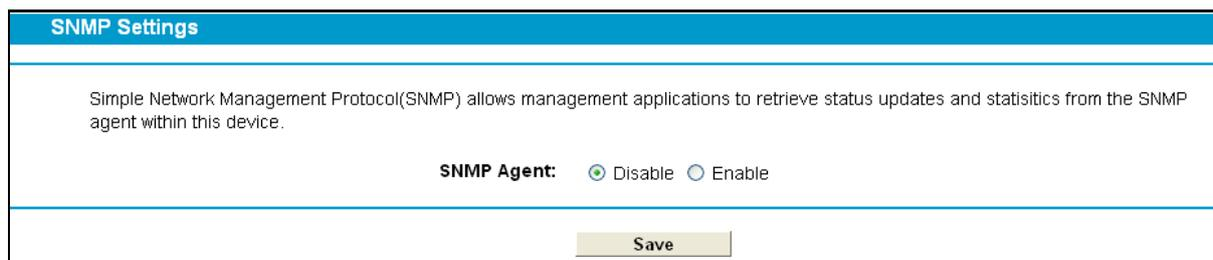 SNMP Settings
Simple Network Management Protocol(SNMP) allows management applications to retrieve status updates and statisitics from the SNMP
agent within this device.
SNMP Agent: Disable Enable
Save